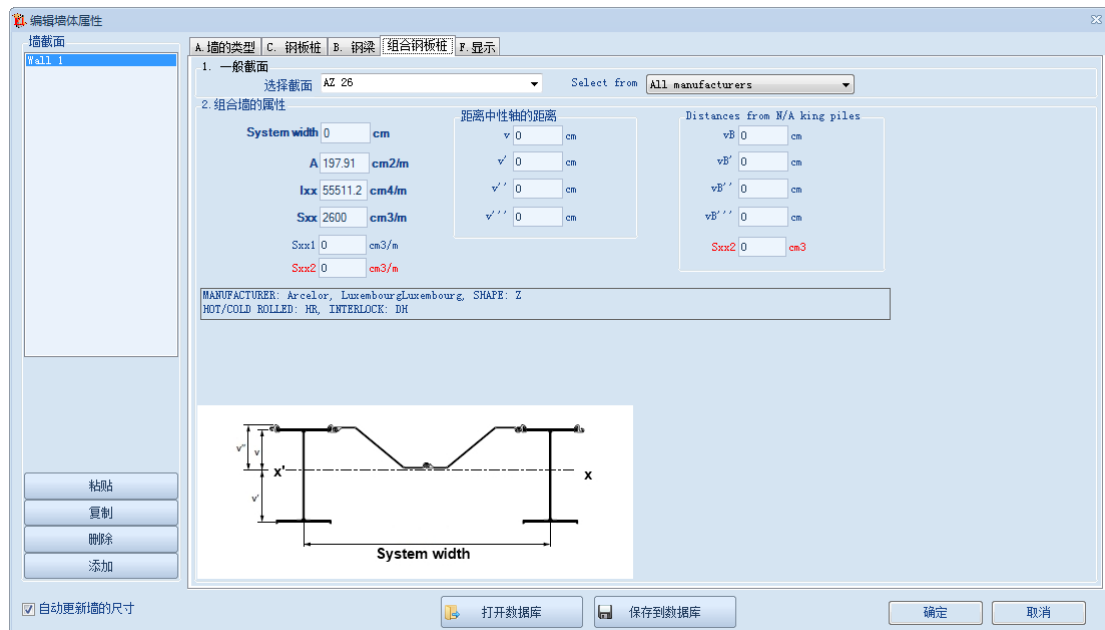 编辑墙体属性
墙截面
Wall 1
A.墙的类型 C. 钢板桩 B. 钢梁 组合钢板桩 F.显示
1. 一般截面
选择截面 AZ 26 Select from All manufacturers
2.组合墙的属性
System width 0 cm
A 197.91 cm2/m
Ixx 55511.2 cm4/m
Sxx 2600 cm3/m
Sxx1 0 cm3/m
Sxx2 0 cm3/m
距离中性轴的距离
v 0 cm
v' 0 cm
v'' 0 cm
v''' 0 cm
Distances from N/A king piles
vB 0 cm
vB' 0 cm
vB'' 0 cm
vB''' 0 cm
Sxx2 0 cm3
MANUFACTURER: Arcelor, LuxembourgLuxembourg, SHAPE: Z
HOT/COLD ROLLED: HR, INTERLOCK: DH
v'' v
X' X
v'
System width
粘贴
复制
删除
添加
自动更新墙的尺寸
打开数据库 保存到数据库 确定 取消